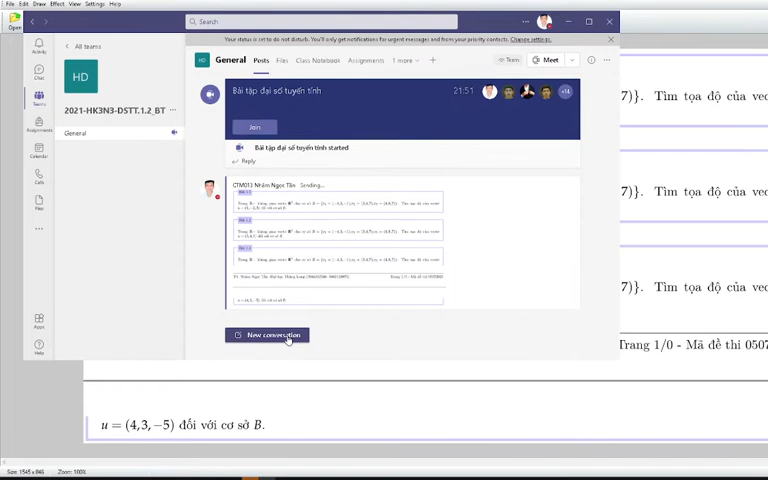 File Edit Draw Effect View Settings Help
Open
Search
Your status is set to do not disturb. You'll only get notifications for urgent messages and from your priority contacts. Change settings.
Activity
Chat
Teams
Assignments
Calendar
Calls
Files
Apps
Help
All teams
HD
2021-HK3N3-DSTT.1.2_BT ...
General
HD General Posts Files Class Notebook Assignments 1 more + Team Meet
Bài tập đại số tuyến tính 21:51 +14
Join
Bài tập đại số tuyến tính started
Reply
CTM013 Nhâm Ngọc Tần Sending...
New conversation
7)}. Tìm tọa độ của vec
7)}. Tìm tọa độ của vec
7)}. Tìm tọa độ của vec
Trang 1/0 - Mã đề thi 0507
u = (4, 3, −5) đối với cơ sở B.
Size: 1545 x 846 Zoom: 100%